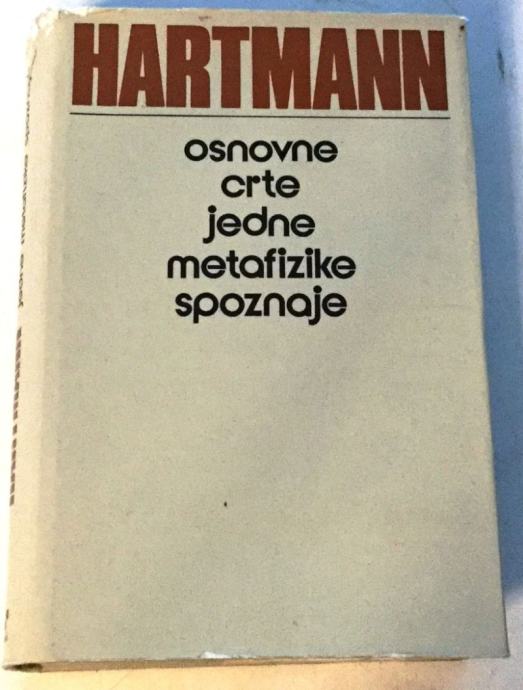 HARTMANN
osnovne
crte
jedne
metafizike
spoznaje